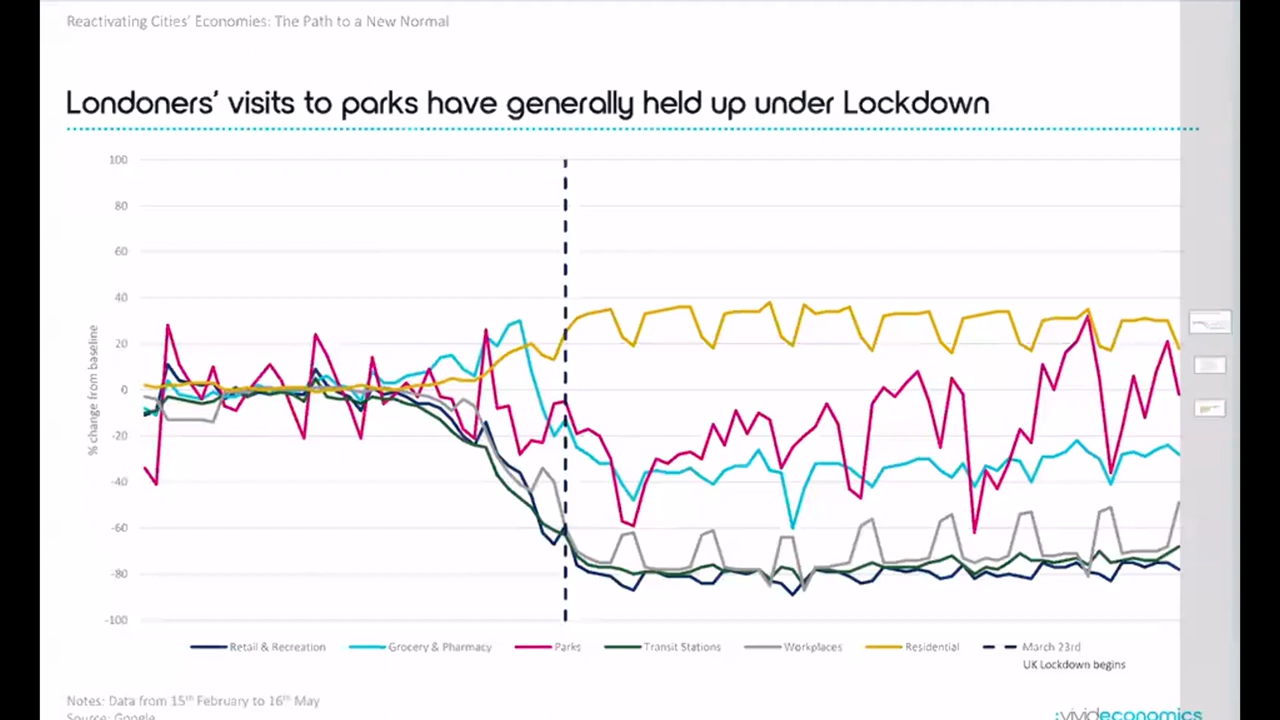 Reactivating Cities' Economies: The Path to a New Normal
Londoners' visits to parks have generally held up under Lockdown
100
80
60
40
20
0
-20
-40
-60
-80
-100
% change from baseline
Retail & Recreation Grocery & Pharmacy Parks Transit Stations Workplaces Residential March 23rd
UK Lockdown begins
Notes: Data from 15th February to 16th May
Source: Google
:vivideconomics